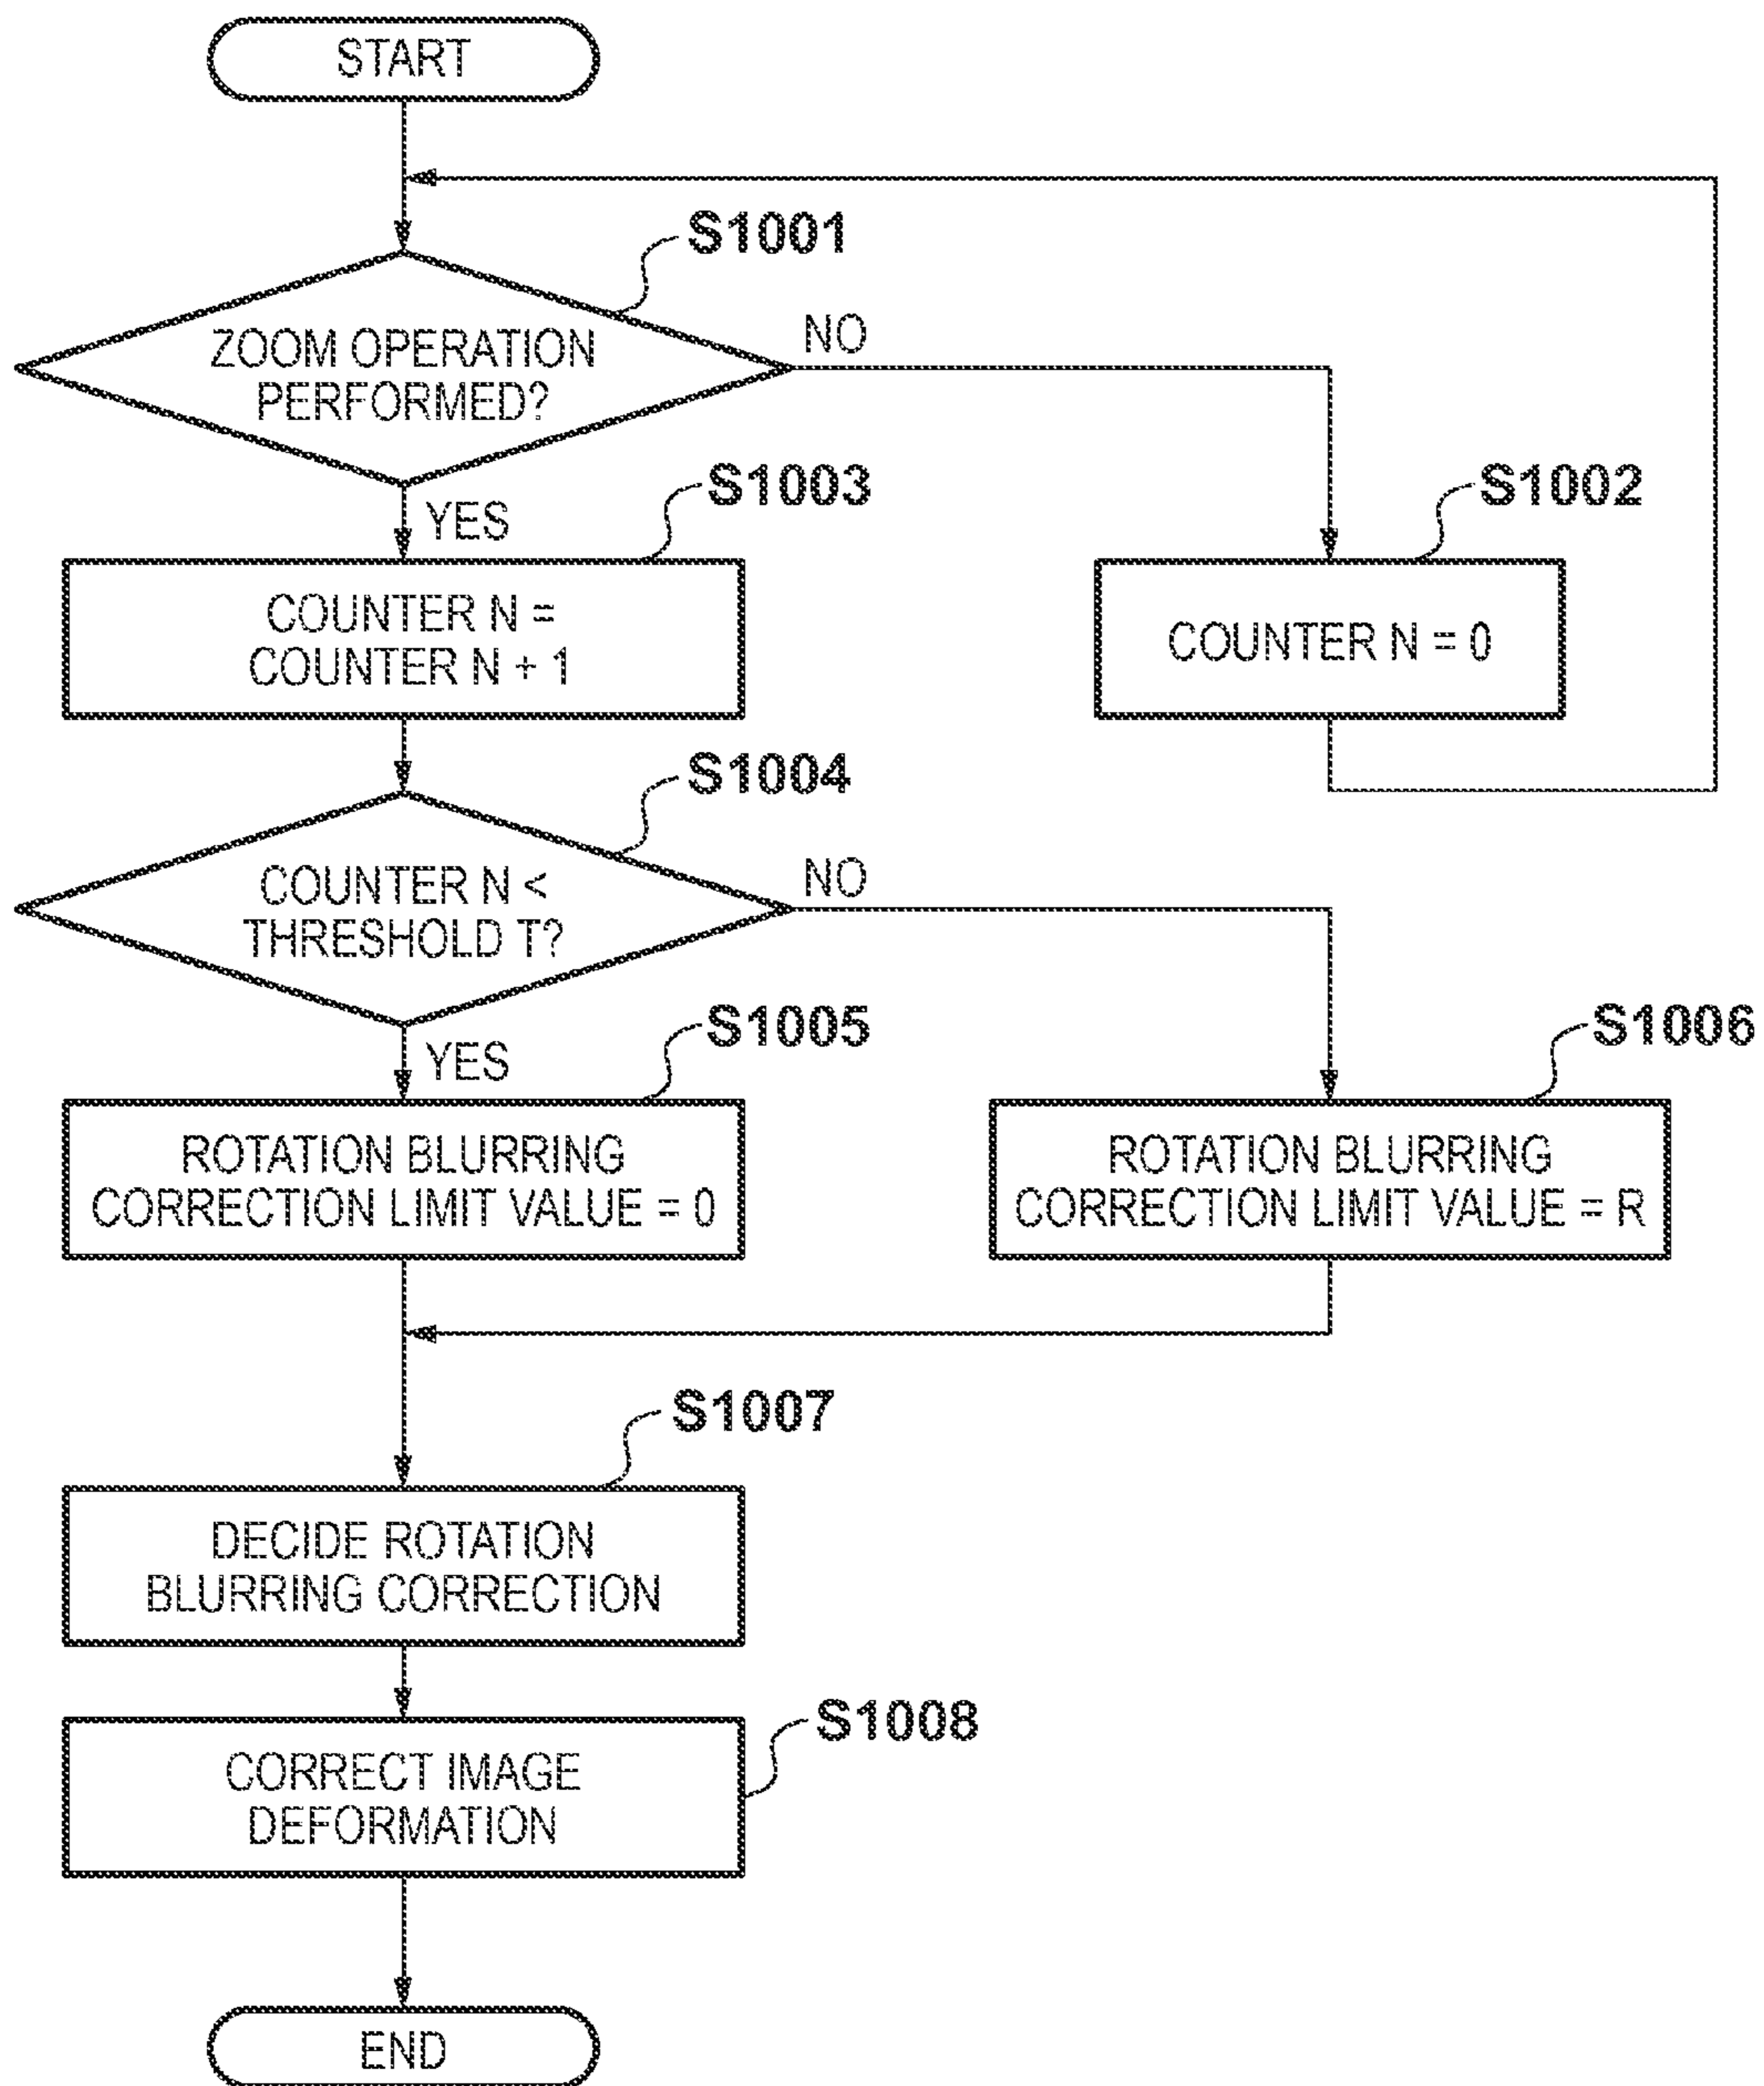 START
S1001
ZOOM OPERATION
PERFORMED?
NO
YES
S1003
S1002
COUNTER N =
COUNTER N + 1
COUNTER N = 0
S1004
COUNTER N <
THRESHOLD T?
NO
YES
S1005
S1006
ROTATION BLURRING
CORRECTION LIMIT VALUE = 0
ROTATION BLURRING
CORRECTION LIMIT VALUE = R
S1007
DECIDE ROTATION
BLURRING CORRECTION
S1008
CORRECT IMAGE
DEFORMATION
END